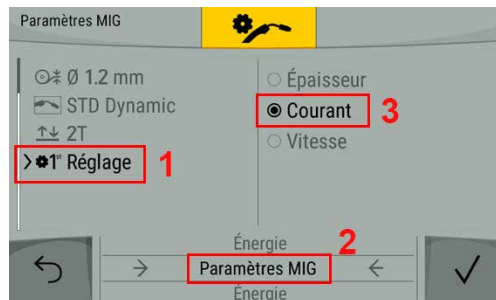 Paramètres MIG
Ø 1.2 mm
STD Dynamic
2T
1st Réglage
1
Épaisseur
Courant
3
Vitesse
2
Énergie
Paramètres MIG
Énergie